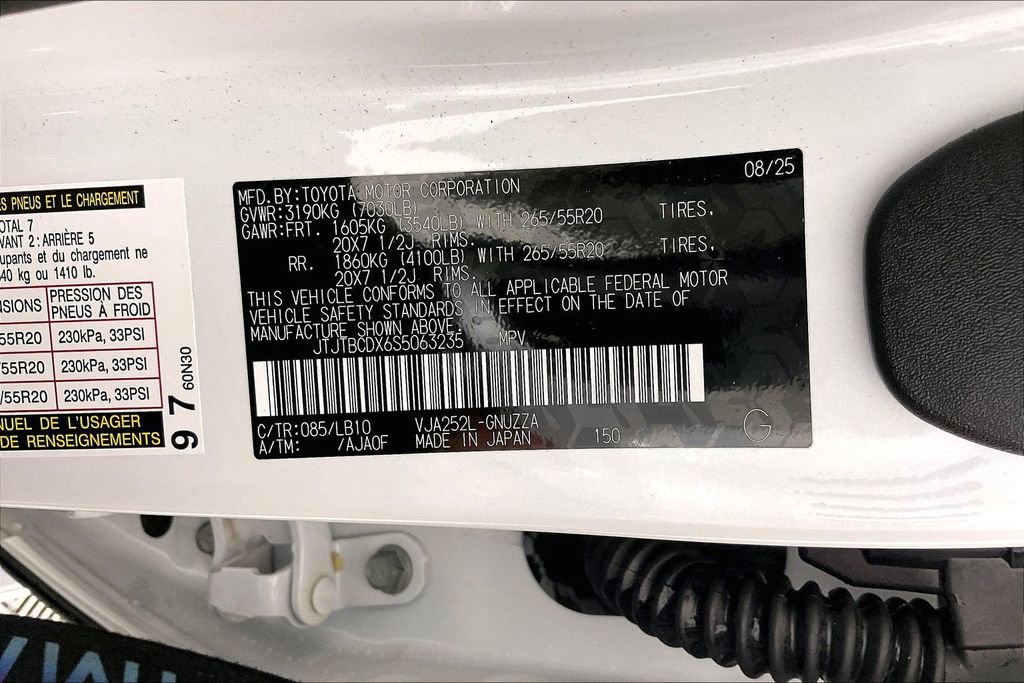 S PNEUS ET LE CHARGEMENT
OTAL 7
VANT 2: ARRIÈRE 5
upants et du chargement ne
40 kg ou 1410 lb.
NSIONS PRESSION DES PNEUS À FROID
55R20 230kPa, 33PSI
/55R20 230kPa, 33PSI
/55R20 230kPa, 33PSI
NUEL DE L'USAGER
DE RENSEIGNEMENTS
97 60N30
08/25
MFD. BY: TOYOTA MOTOR CORPORATION
GVWR: 3190KG (7030LB)
GAWR: FRT. 1605KG (3540LB) WITH 265/55R20 TIRES.
20X7 1/2J RIMS.
RR. 1860KG (4100LB) WITH 265/55R20 TIRES.
20X7 1/2J RIMS.
THIS VEHICLE CONFORMS TO ALL APPLICABLE FEDERAL MOTOR
VEHICLE SAFETY STANDARDS IN EFFECT ON THE DATE OF
MANUFACTURE SHOWN ABOVE.
JTJTBCDX6S5063235 MPV
C/TR: 085/LB10 VJA252L-GNUZZA
A/TM: /AJA0F MADE IN JAPAN 150 G